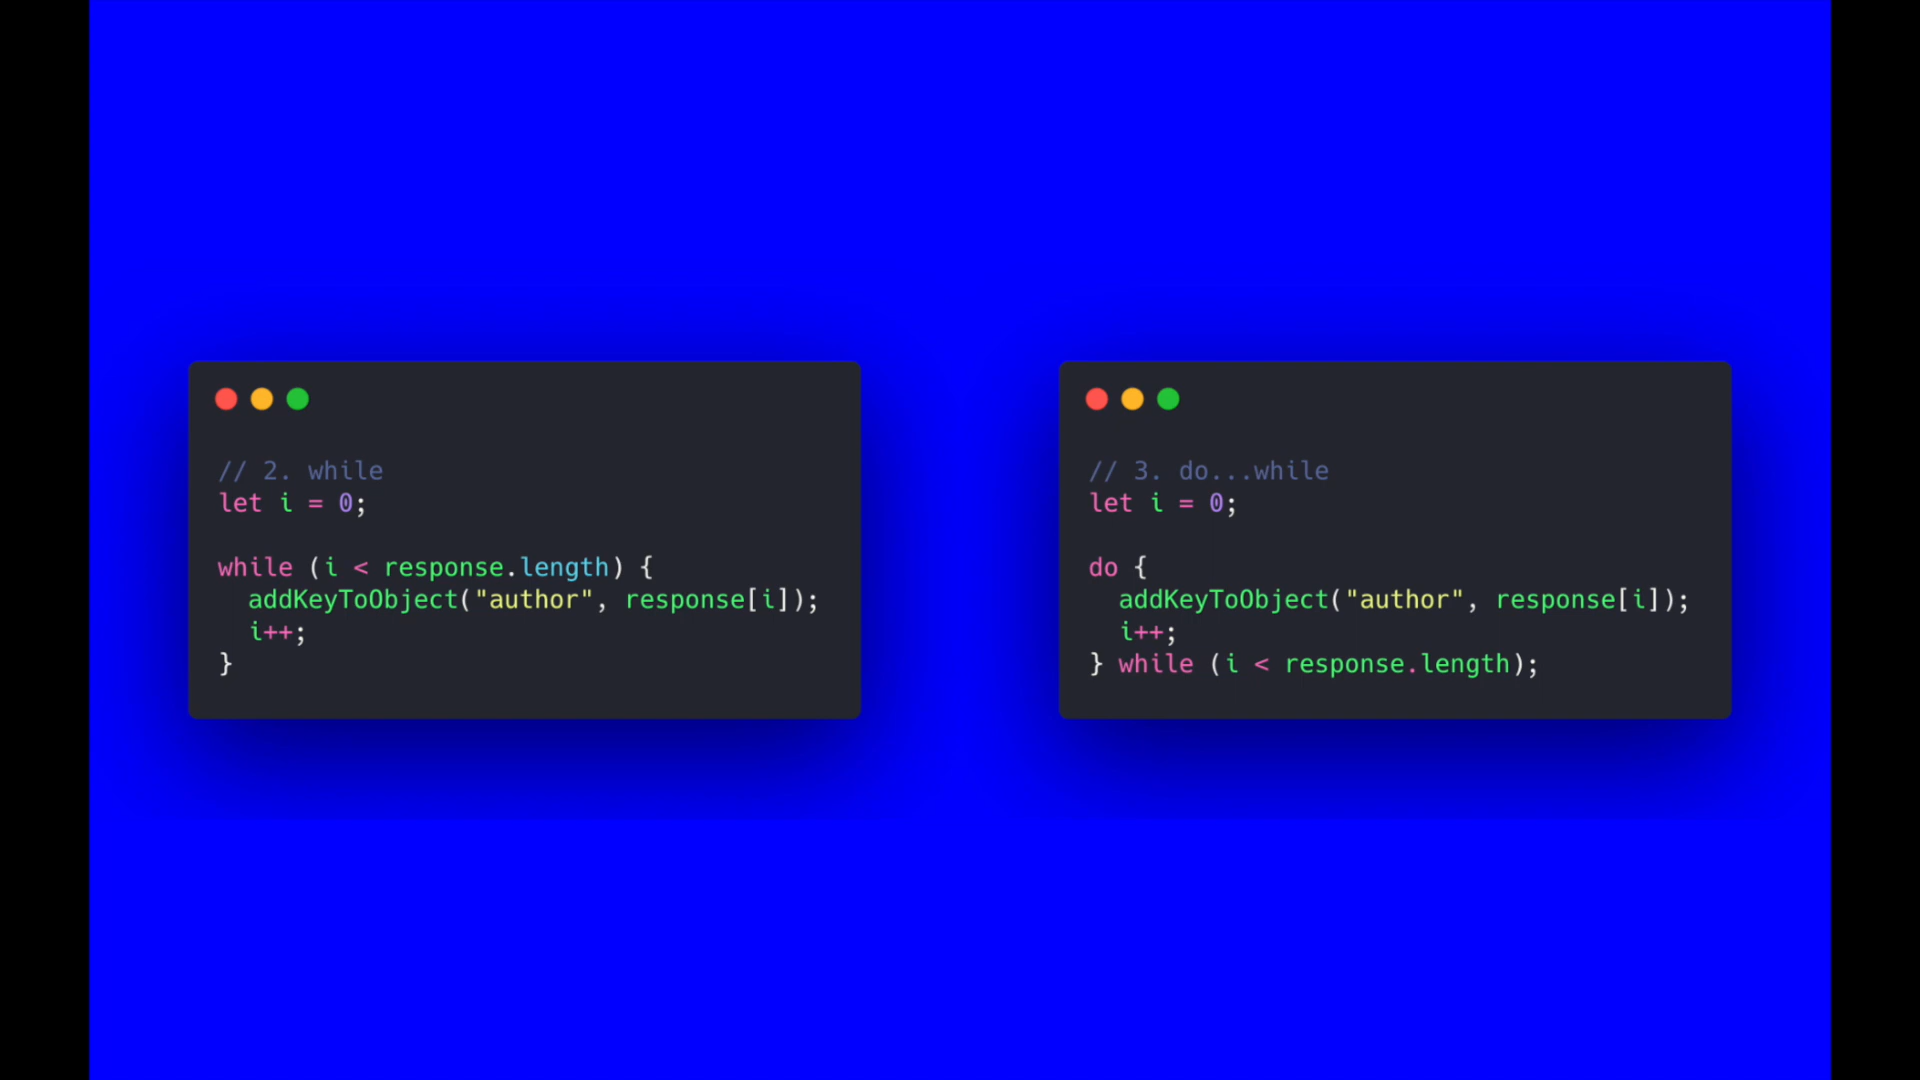 // 2. while
let i = 0;
while (i < response.length) {
addKeyToObject("author", response[i]);
i++;
}
// 3. do...while
let i = 0;
do {
addKeyToObject("author", response[i]);
i++;
} while (i < response.length);